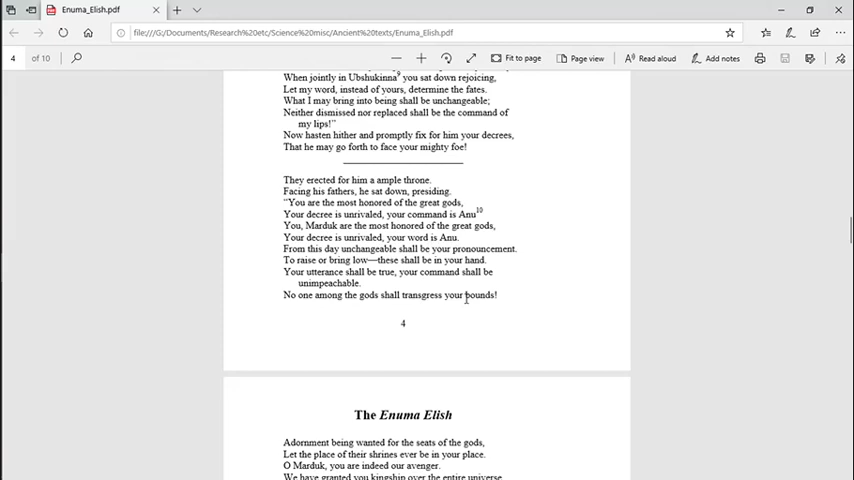 Enuma_Elish.pdf
file:///G:/Documents/Research%20etc/Science%20misc/Ancient%20texts/Enuma_Elish.pdf
4 of 10
Fit to page
Page view
Read aloud
Add notes
When jointly in Ubshukinna9 you sat down rejoicing,
Let my word, instead of yours, determine the fates.
What I may bring into being shall be unchangeable;
Neither dismissed nor replaced shall be the command of
my lips!"
Now hasten hither and promptly fix for him your decrees,
That he may go forth to face your mighty foe!
They erected for him a ample throne.
Facing his fathers, he sat down, presiding.
"You are the most honored of the great gods,
Your decree is unrivaled, your command is Anu10
You, Marduk are the most honored of the great gods,
Your decree is unrivaled, your word is Anu.
From this day unchangeable shall be your pronouncement.
To raise or bring low—these shall be in your hand.
Your utterance shall be true, your command shall be
unimpeachable.
No one among the gods shall transgress your bounds!
4
The Enuma Elish
Adornment being wanted for the seats of the gods,
Let the place of their shrines ever be in your place.
O Marduk, you are indeed our avenger.
We have granted you kingship over the entire universe